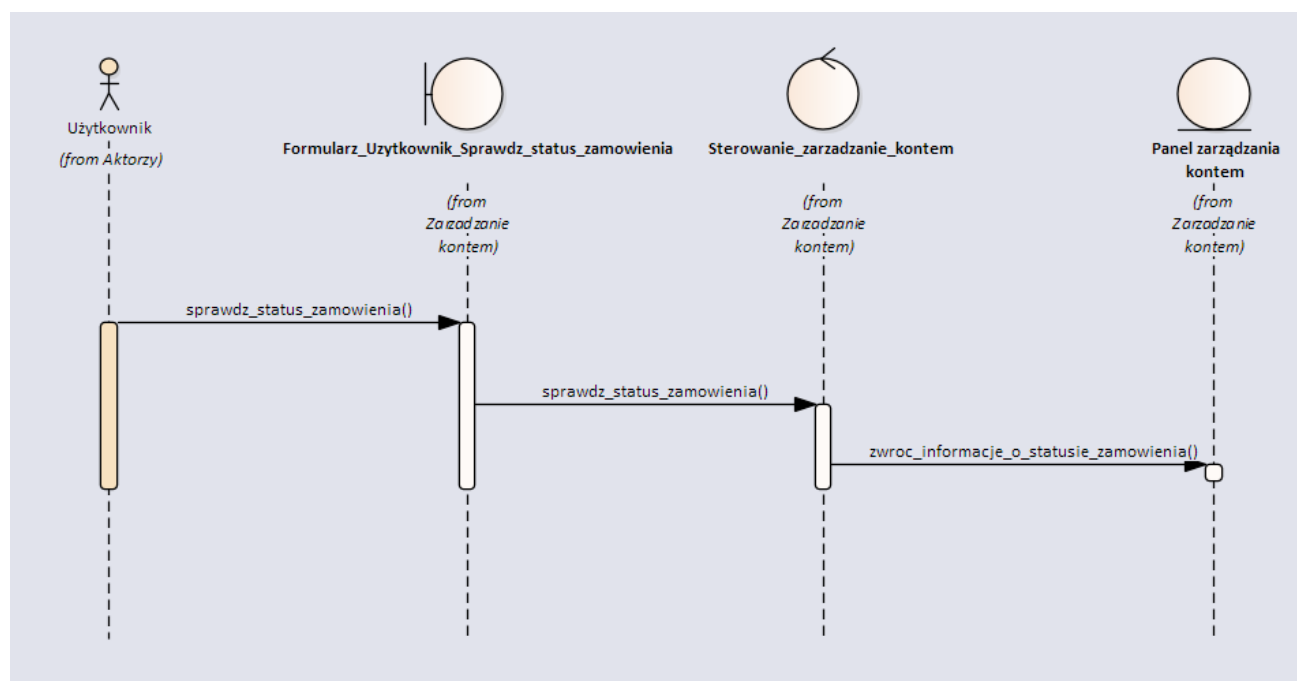 Użytkownik
(from Aktorzy)
Formularz_Uzytkownik_Sprawdz_status_zamowienia
(from
Zarzadzanie
kontem)
Sterowanie_zarzadzanie_kontem
(from
Zarzadzanie
kontem)
Panel zarządzania
kontem
(from
Zarzadzanie
kontem)
sprawdz_status_zamowienia()
sprawdz_status_zamowienia()
zwroc_informacje_o_statusie_zamowienia()